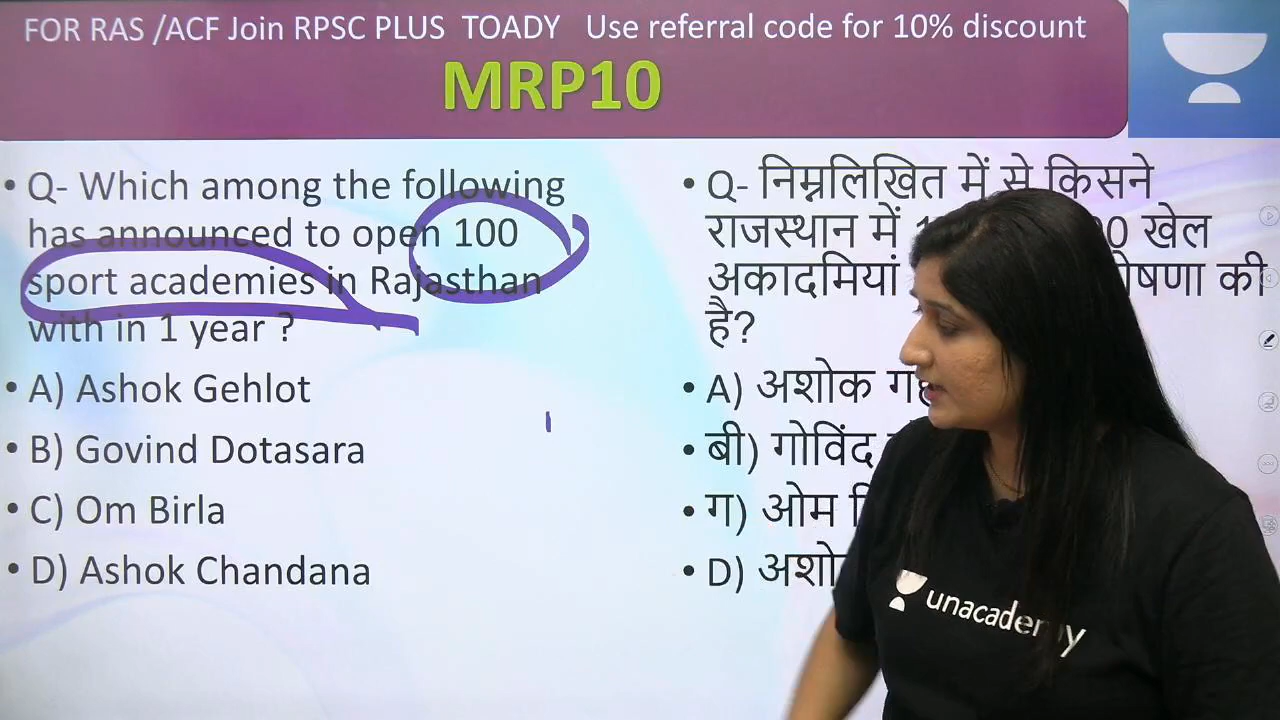 FOR RAS /ACF Join RPSC PLUS TOADY Use referral code for 10% discount
MRP10
• Q- Which among the following
has announced to open 100
sport academies in Rajasthan
with in 1 year ?
• A) Ashok Gehlot
• B) Govind Dotasara
• C) Om Birla
• D) Ashok Chandana
• Q- निम्नलिखित में से किसने
राजस्थान में खेल
अकादमियां की
है?
• A) अशोक
• बी) गोविंद
• ग) ओम
• D)
unacademy